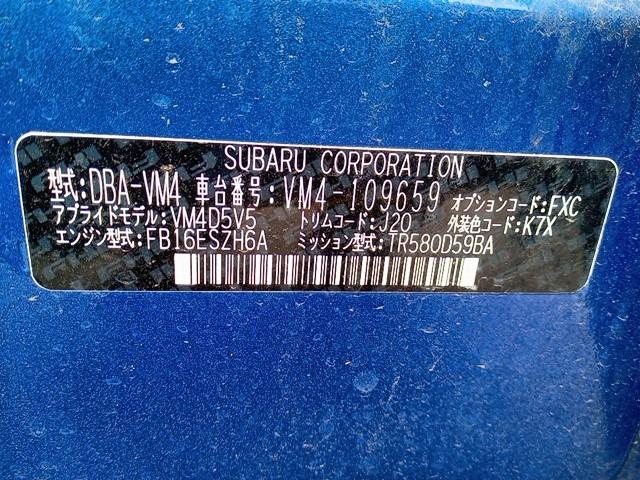 SUBARU CORPORATION
型式:DBA-VM4 車台番号:VM4-109659 オプションコード:FXC
アプライドモデル:VM4D5V5 トリムコード:J20 外装色コード:K7X
エンジン型式:FB16ESZH6A ミッション型式:TR580D59BA